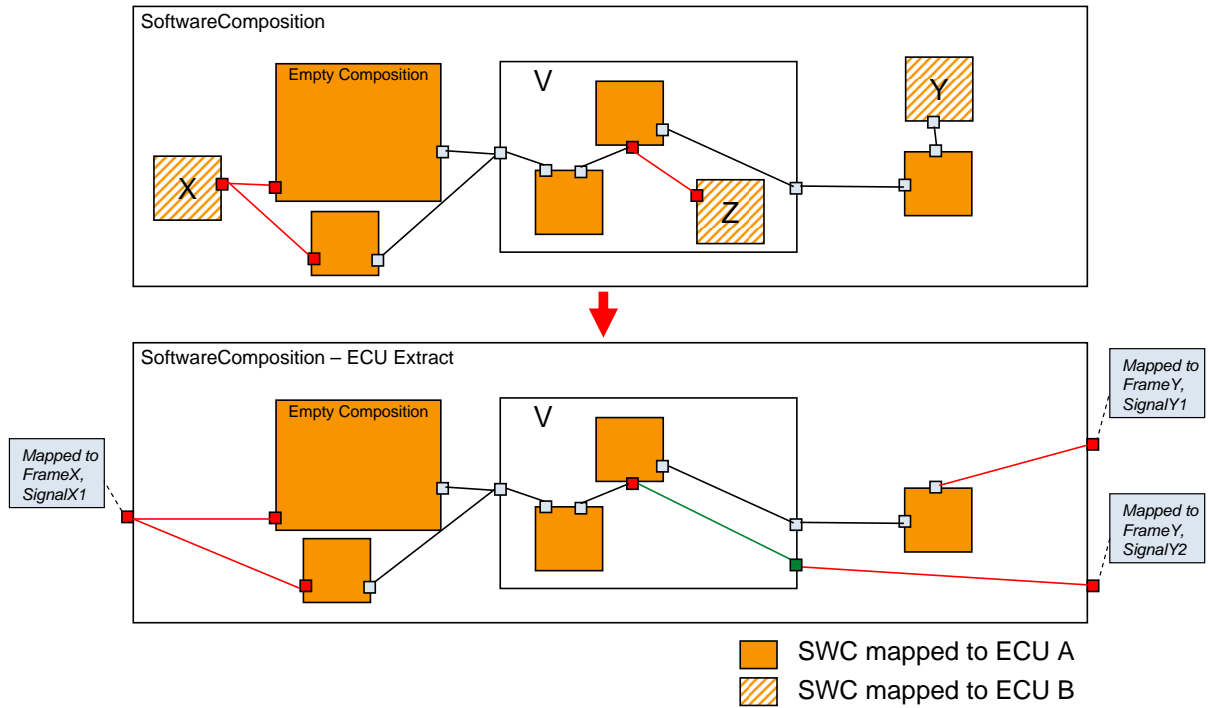 SoftwareComposition
Empty Composition
V
Y
X
Z
SoftwareComposition – ECU Extract
Mapped to
FrameY,
SignalY1
Empty Composition
V
Mapped to
FrameX,
SignalX1
Mapped to
FrameY,
SignalY2
SWC mapped to ECU A
SWC mapped to ECU B